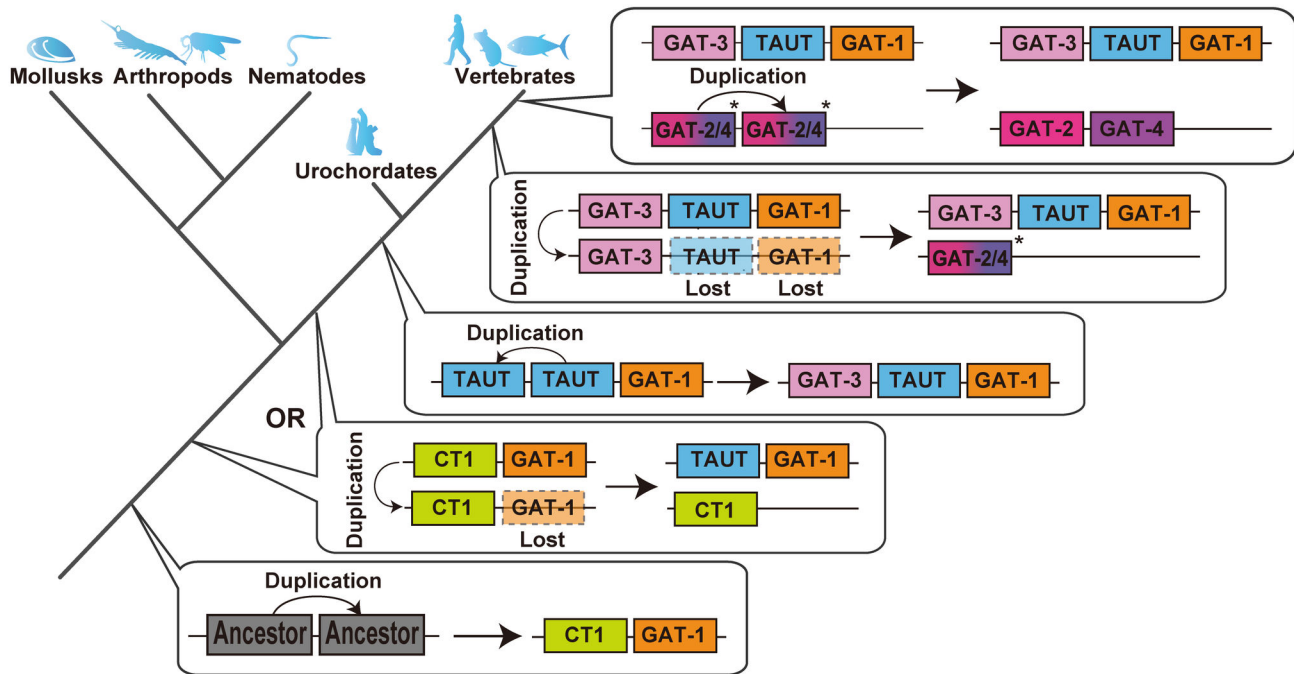 Mollusks Arthropods Nematodes Vertebrates
Urochordates
GAT-3 TAUT GAT-1 GAT-3 TAUT GAT-1
Duplication
GAT-2/4 * GAT-2/4 * GAT-2 GAT-4
Duplication
GAT-3 TAUT GAT-1 GAT-3 TAUT GAT-1
GAT-3 TAUT GAT-1 GAT-2/4 *
Lost Lost
Duplication
TAUT TAUT GAT-1 GAT-3 TAUT GAT-1
OR
Duplication
CT1 GAT-1 TAUT GAT-1
CT1 GAT-1 CT1
Lost
Duplication
Ancestor Ancestor CT1 GAT-1